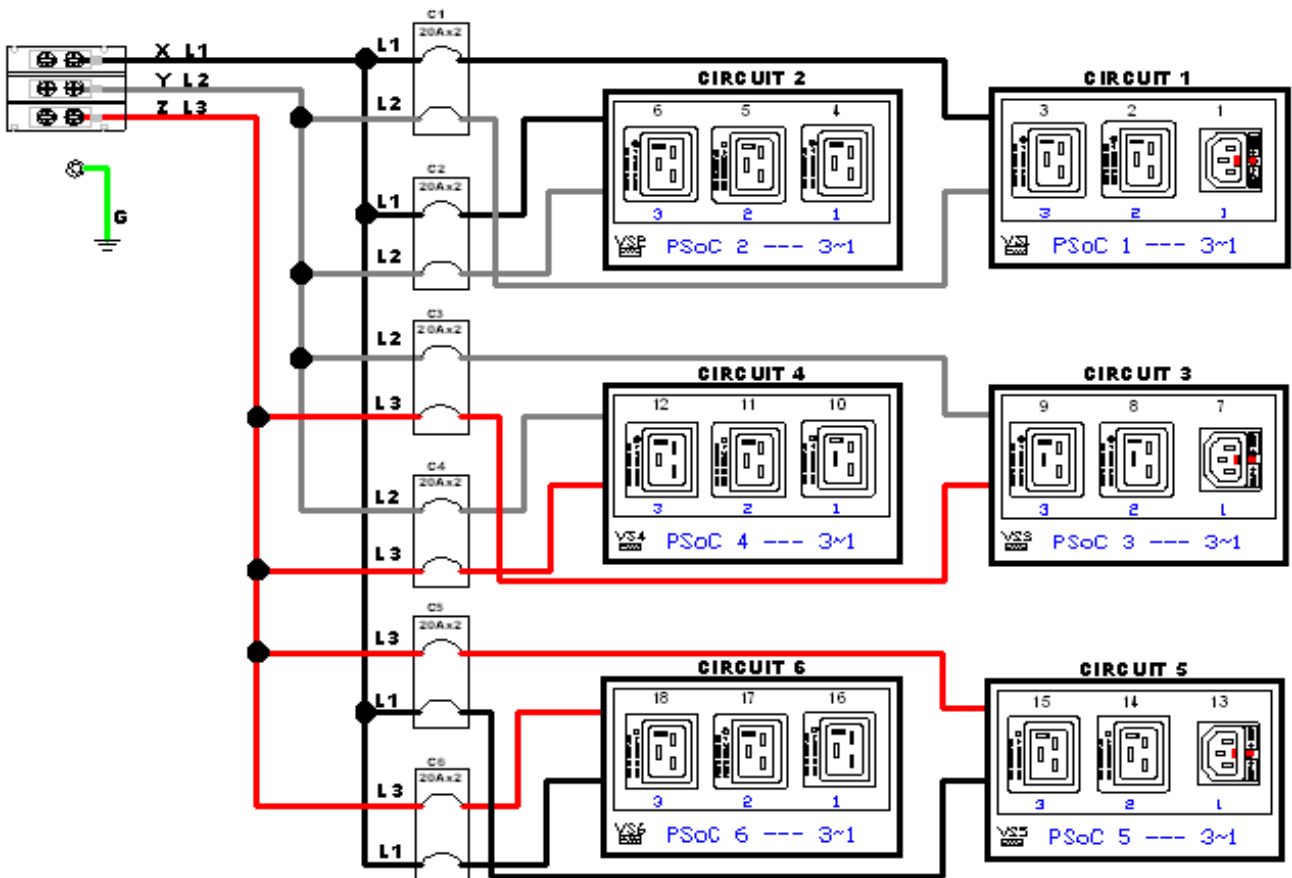 C1
20Ax2
X L1
L1
Y L2
L2
Z L3
G
CIRCUIT 2
6 5 4
3 2 1
PSoC 2 --- 3~1
CIRCUIT 1
3 2 1
3 2 1
PSoC 1 --- 3~1
C2
20Ax2
L1
L2
C3
20Ax2
L2
L3
CIRCUIT 4
12 11 10
3 2 1
VS4 PSoC 4 --- 3~1
CIRCUIT 3
9 8 7
3 2 1
VS3 PSoC 3 --- 3~1
C4
20Ax2
L2
L3
C5
20Ax2
L3
L1
CIRCUIT 6
18 17 16
3 2 1
VS6 PSoC 6 --- 3~1
CIRCUIT 5
15 14 13
3 2 1
VS5 PSoC 5 --- 3~1
C6
20Ax2
L3
L1